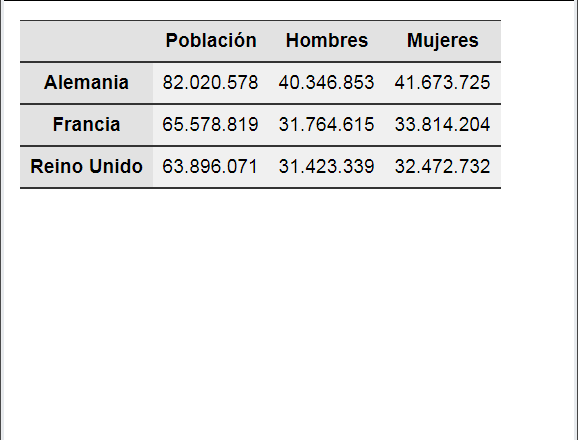 Población Hombres Mujeres
Alemania 82.020.578 40.346.853 41.673.725
Francia 65.578.819 31.764.615 33.814.204
Reino Unido 63.896.071 31.423.339 32.472.732